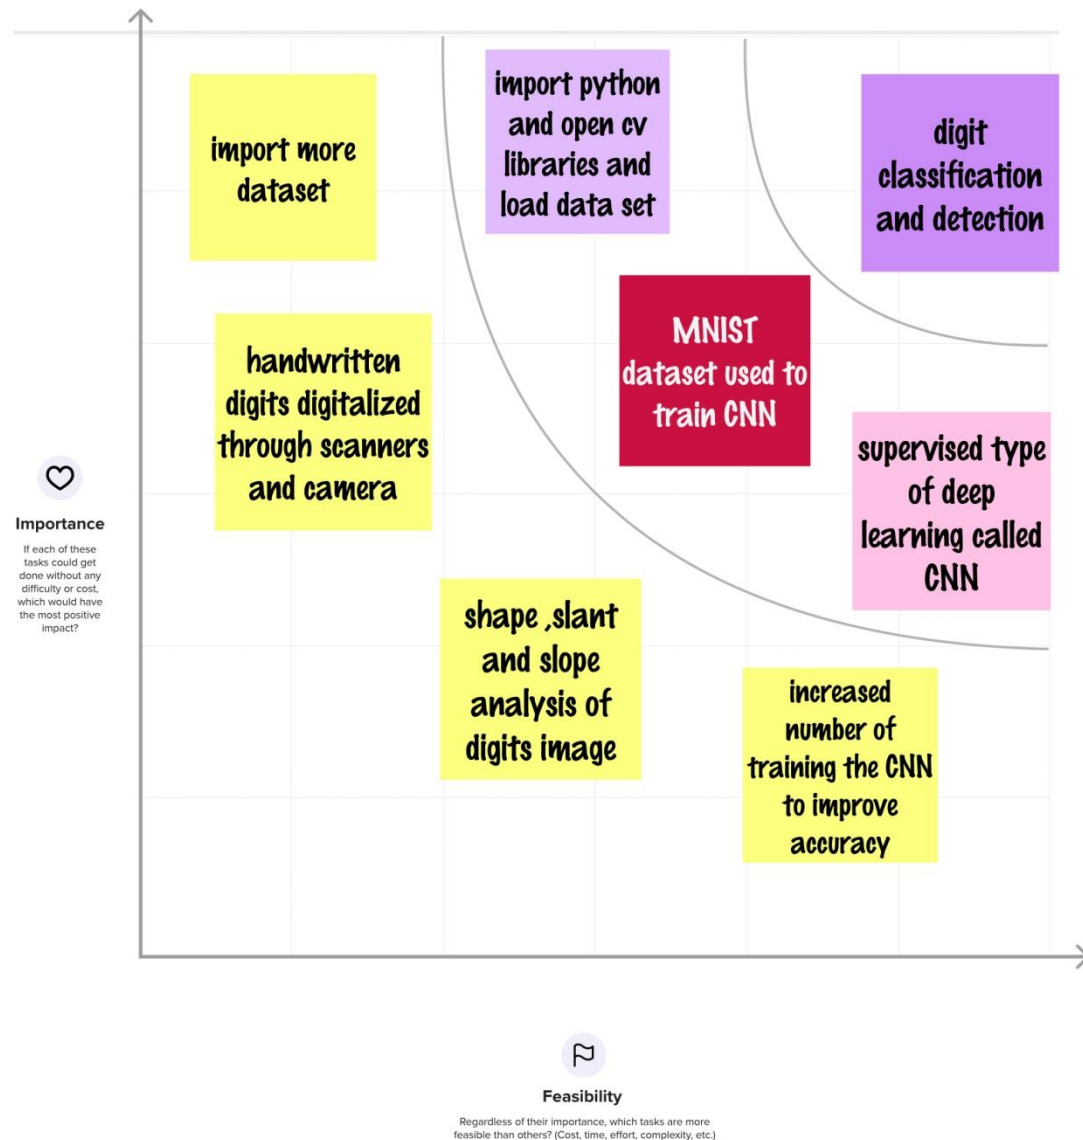 import more
dataset
import python
and open cv
libraries and
load data set
digit
classification
and detection
MNIST
dataset used to
train CNN
handwritten
digits digitalized
through scanners
and camera
supervised type
of deep
learning called
CNN
Importance
If each of these
tasks could get
done without any
difficulty or cost,
which would have
the most positive
impact?
shape ,slant
and slope
analysis of
digits image
increased
number of
training the CNN
to improve
accuracy
Feasibility
Regardless of their importance, which tasks are more
feasible than others? (Cost, time, effort, complexity, etc.)